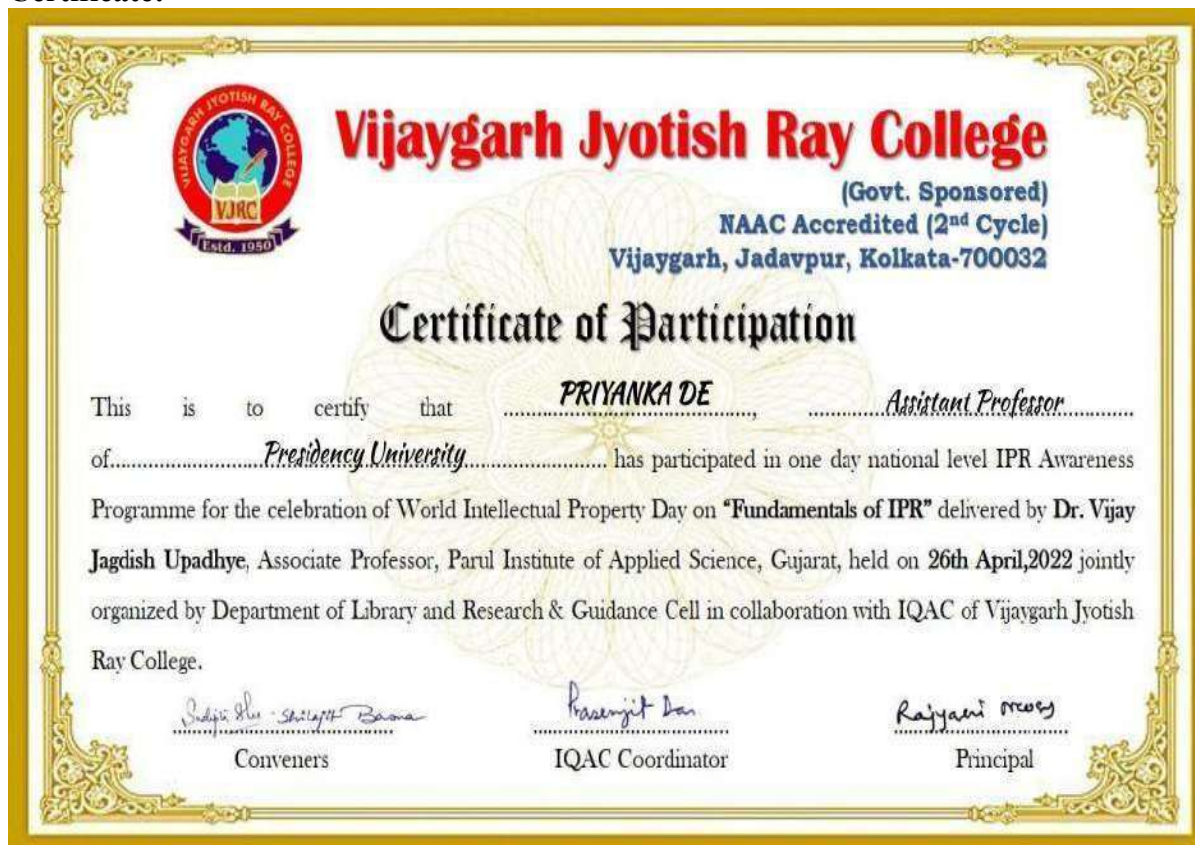 Certificate:
VIJAYGARH JYOTISH RAY COLLEGE
VJRC
Estd. 1950
Vijaygarh Jyotish Ray College
(Govt. Sponsored)
NAAC Accredited (2nd Cycle)
Vijaygarh, Jadavpur, Kolkata-700032
Certificate of Participation
This is to certify that ......PRIYANKA DE......, ......Assistant Professor......
of......Presidency University...... has participated in one day national level IPR Awareness
Programme for the celebration of World Intellectual Property Day on "Fundamentals of IPR" delivered by Dr. Vijay
Jagdish Upadhye, Associate Professor, Parul Institute of Applied Science, Gujarat, held on 26th April,2022 jointly
organized by Department of Library and Research & Guidance Cell in collaboration with IQAC of Vijaygarh Jyotish
Ray College.
Prasenjit Das
Conveners IQAC Coordinator Principal